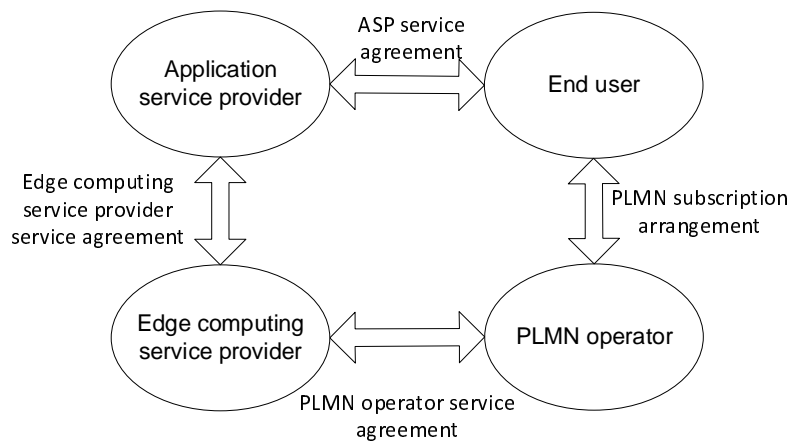 ASP service
agreement
Application
service provider
End user
Edge computing
service provider
service agreement
PLMN subscription
arrangement
Edge computing
service provider
PLMN operator
PLMN operator service
agreement